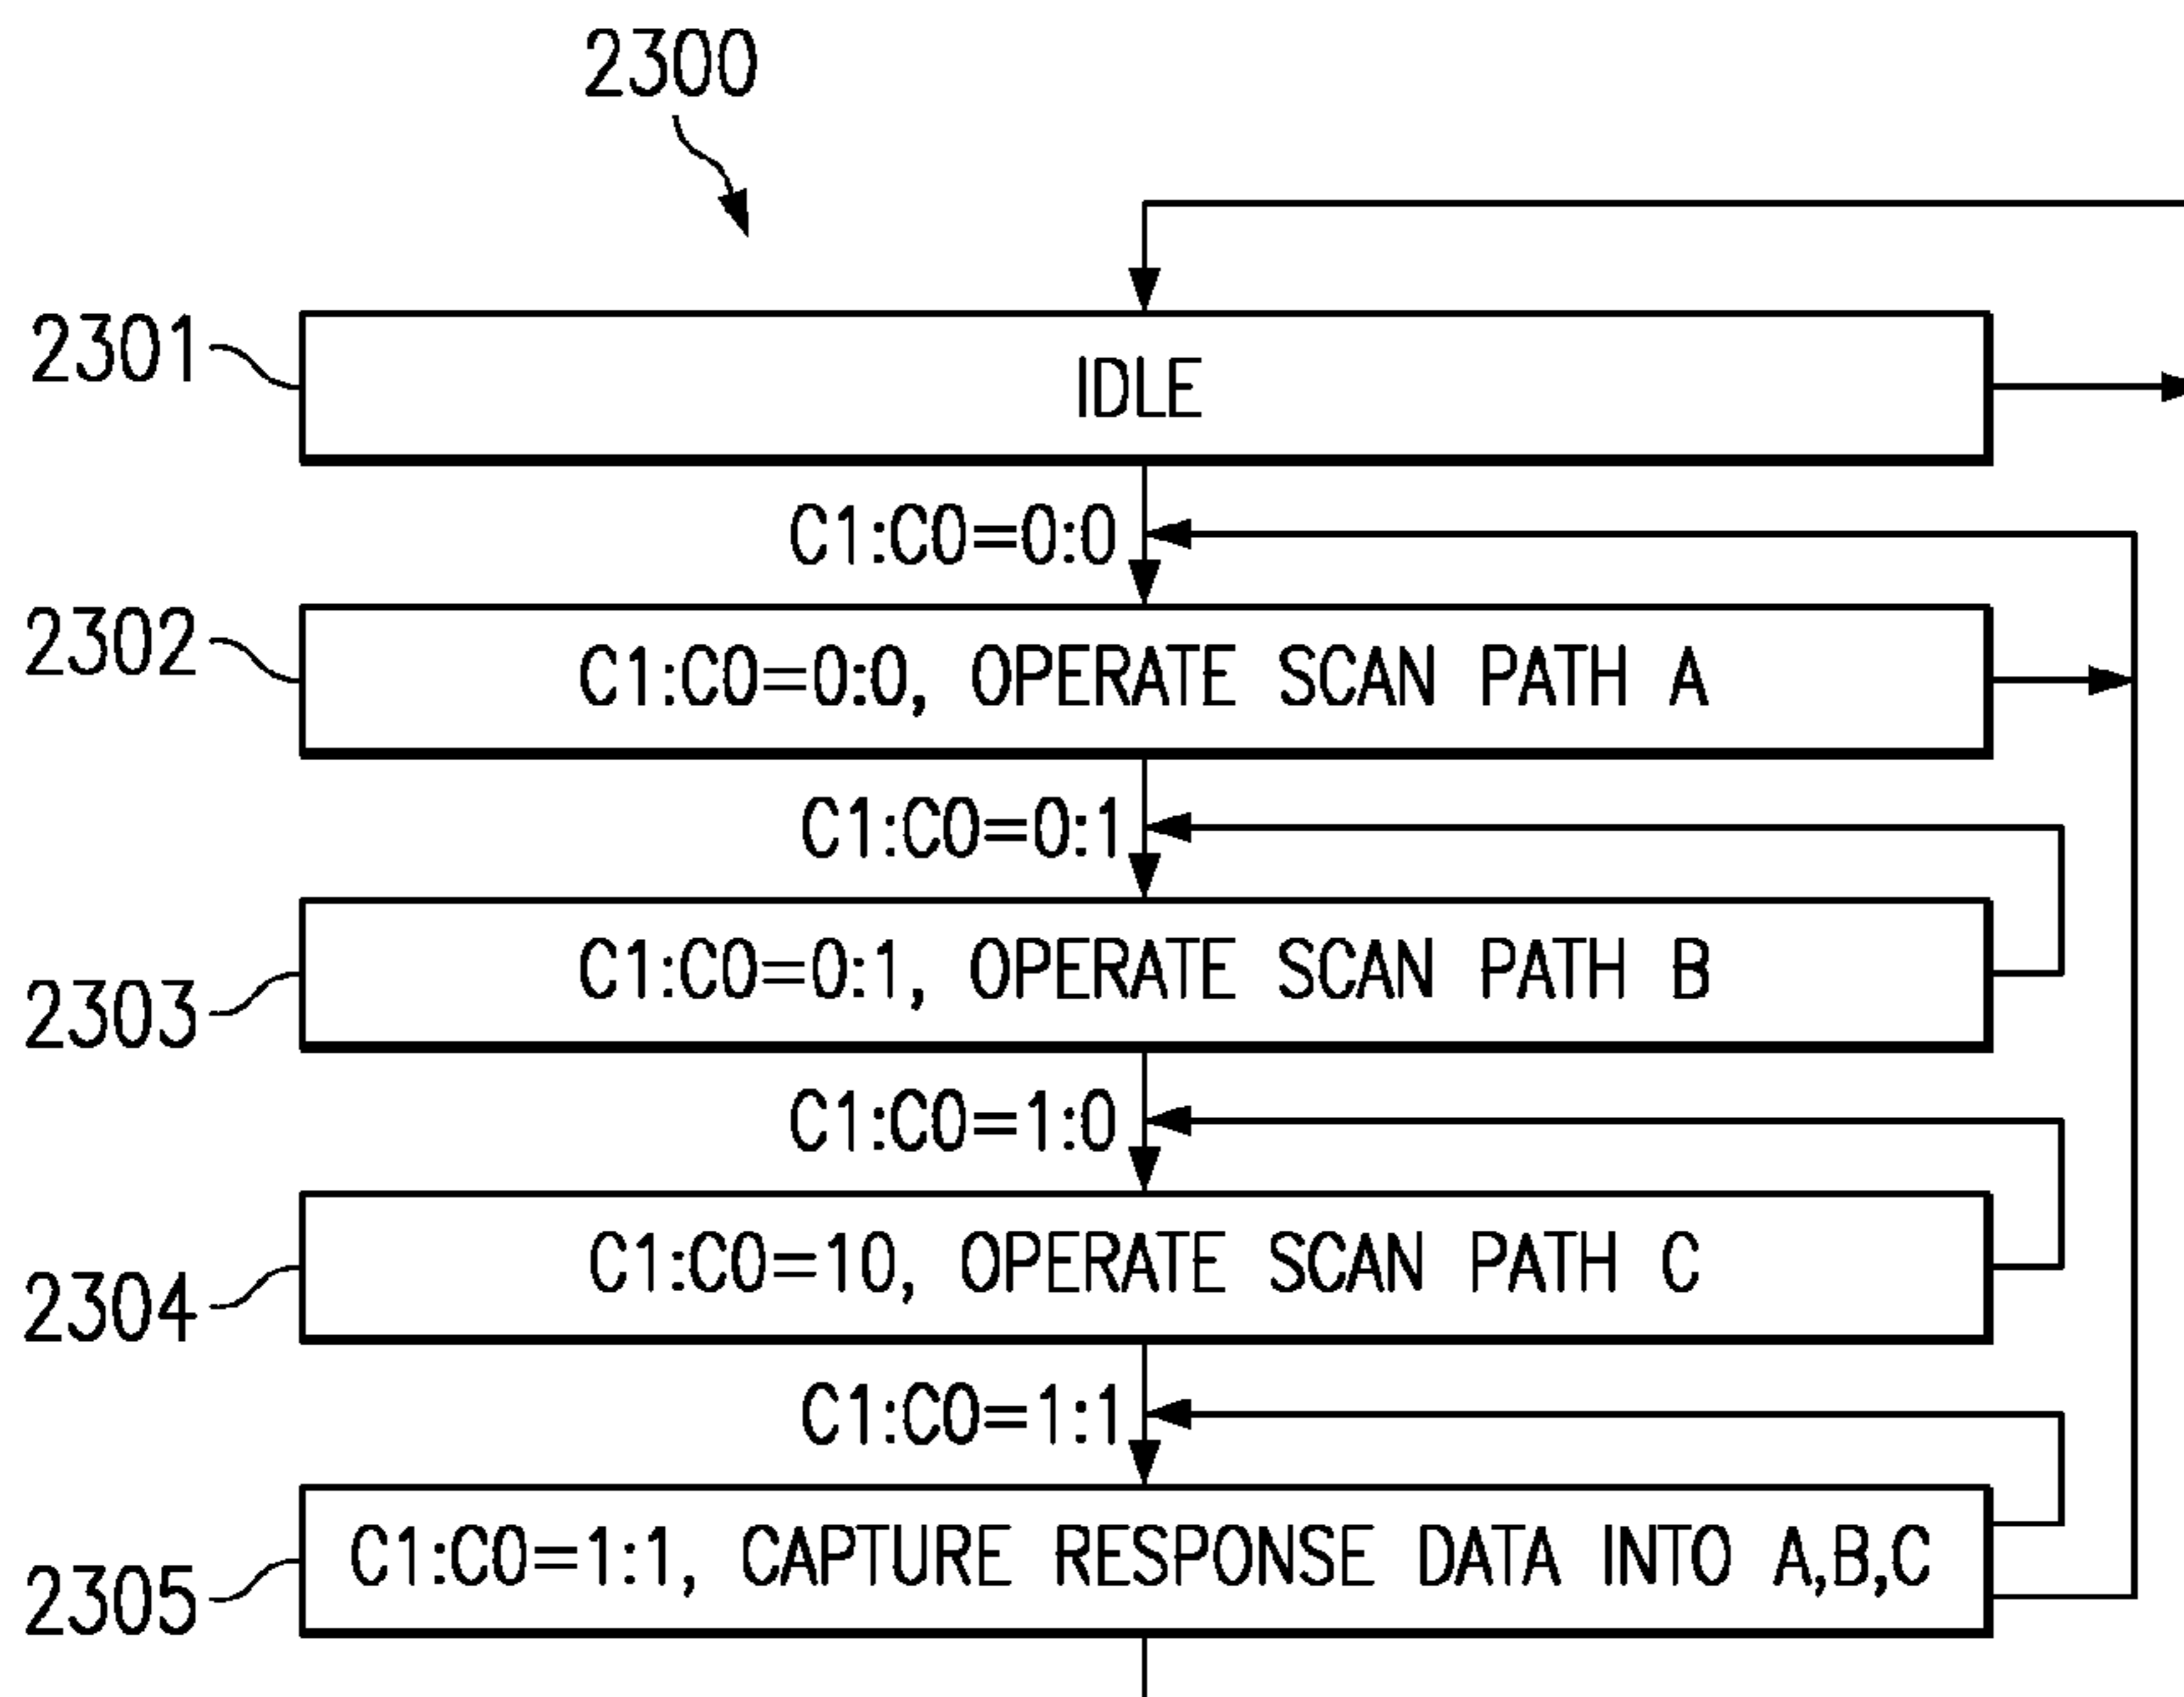 2300
2301
IDLE
C1:C0=0:0
2302
C1:C0=0:0, OPERATE SCAN PATH A
C1:C0=0:1
2303
C1:C0=0:1, OPERATE SCAN PATH B
C1:C0=1:0
2304
C1:C0=10, OPERATE SCAN PATH C
C1:C0=1:1
2305
C1:C0=1:1, CAPTURE RESPONSE DATA INTO A,B,C